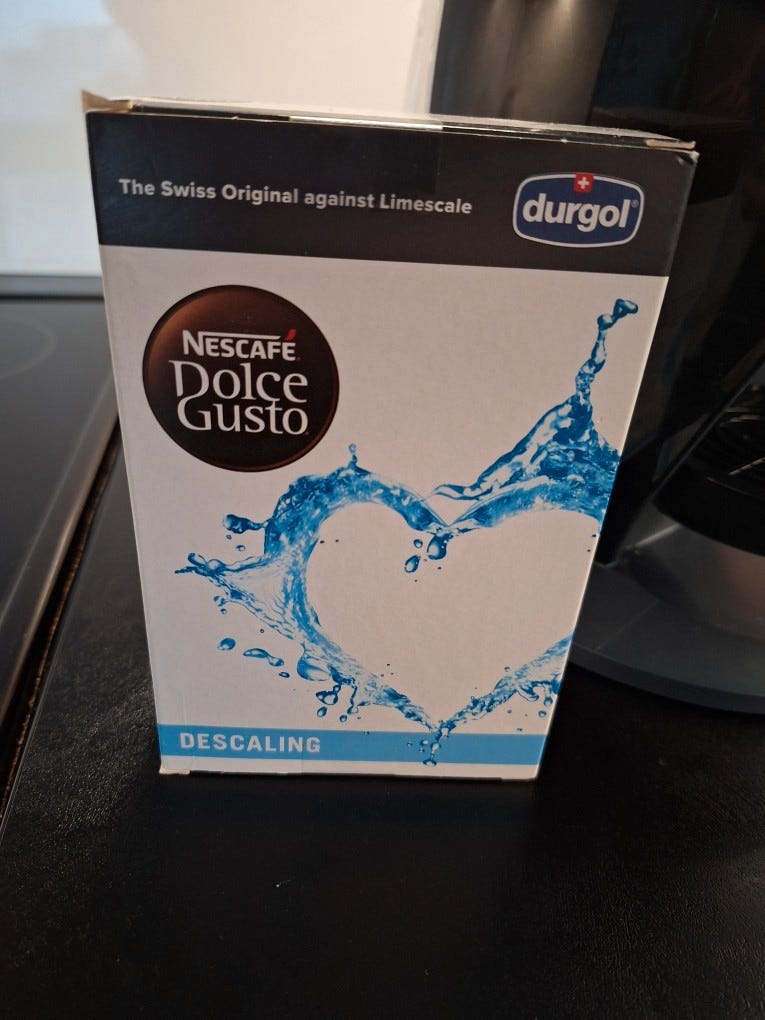 The Swiss Original against Limescale
durgol®
NESCAFÉ
Dolce
Gusto
DESCALING